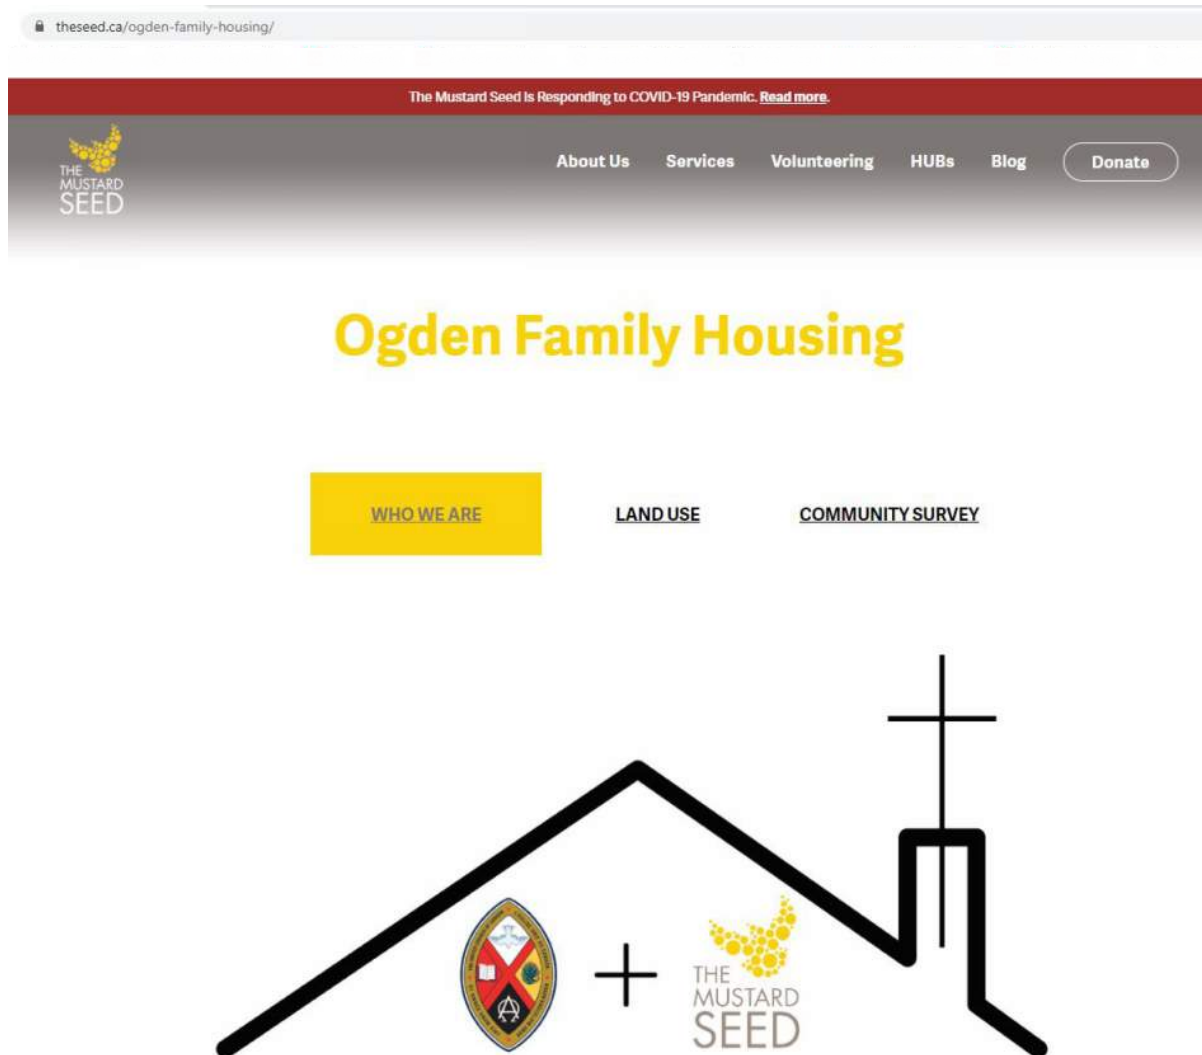 theseed.ca/ogden-family-housing/
The Mustard Seed Is Responding to COVID-19 Pandemic. Read more.
THE
MUSTARD
SEED
About Us Services Volunteering HUBs Blog Donate
Ogden Family Housing
WHO WE ARE LAND USE COMMUNITY SURVEY
THE
MUSTARD
SEED